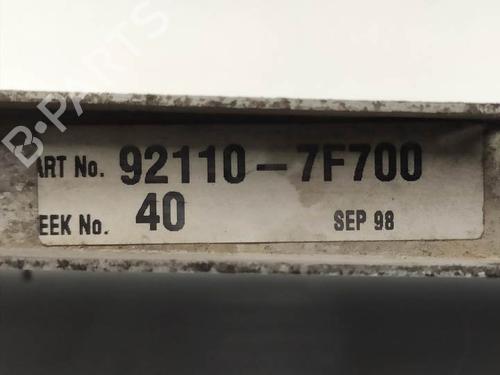 B-PARTS
ART No. 92110-7F700
EEK No. 40 SEP 98